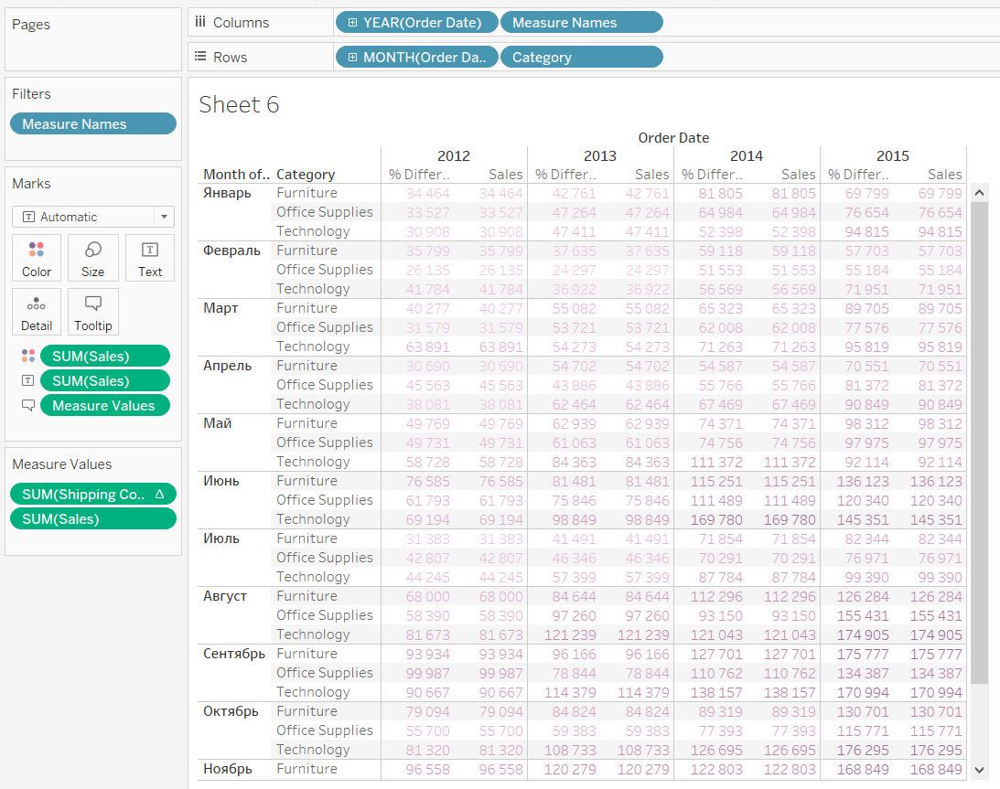 Pages
Columns YEAR(Order Date) Measure Names
Rows MONTH(Order Da.. Category
Filters
Measure Names
Marks
Automatic
Color Size Text
Detail Tooltip
SUM(Sales)
SUM(Sales)
Measure Values
Measure Values
SUM(Shipping Co.. Δ
SUM(Sales)
Sheet 6
Order Date
2012 2013 2014 2015
Month of.. Category % Differ.. Sales % Differ.. Sales % Differ.. Sales % Differ.. Sales
Январь Furniture 34 464 34 464 42 761 42 761 81 805 81 805 69 799 69 799
Office Supplies 33 527 33 527 47 264 47 264 64 984 64 984 76 654 76 654
Technology 30 908 30 908 47 411 47 411 52 398 52 398 94 815 94 815
Февраль Furniture 35 799 35 799 37 635 37 635 59 118 59 118 57 703 57 703
Office Supplies 26 135 26 135 24 297 24 297 51 553 51 553 55 184 55 184
Technology 41 784 41 784 36 922 36 922 56 569 56 569 71 951 71 951
Март Furniture 40 277 40 277 55 082 55 082 65 323 65 323 89 705 89 705
Office Supplies 31 579 31 579 53 721 53 721 62 008 62 008 77 576 77 576
Technology 63 891 63 891 54 273 54 273 71 263 71 263 95 819 95 819
Апрель Furniture 30 690 30 690 54 702 54 702 54 587 54 587 70 551 70 551
Office Supplies 45 563 45 563 43 886 43 886 55 766 55 766 81 372 81 372
Technology 38 081 38 081 62 464 62 464 67 469 67 469 90 849 90 849
Май Furniture 49 769 49 769 62 939 62 939 74 371 74 371 98 312 98 312
Office Supplies 49 731 49 731 61 063 61 063 74 756 74 756 97 975 97 975
Technology 58 728 58 728 84 363 84 363 111 372 111 372 92 114 92 114
Июнь Furniture 76 585 76 585 81 481 81 481 115 251 115 251 136 123 136 123
Office Supplies 61 793 61 793 75 846 75 846 111 489 111 489 120 340 120 340
Technology 69 194 69 194 98 849 98 849 169 780 169 780 145 351 145 351
Июль Furniture 31 383 31 383 41 491 41 491 71 854 71 854 82 344 82 344
Office Supplies 42 807 42 807 46 346 46 346 70 291 70 291 76 971 76 971
Technology 44 245 44 245 57 399 57 399 87 784 87 784 99 390 99 390
Август Furniture 68 000 68 000 84 644 84 644 112 296 112 296 126 284 126 284
Office Supplies 58 390 58 390 97 260 97 260 93 150 93 150 155 431 155 431
Technology 81 673 81 673 121 239 121 239 121 043 121 043 174 905 174 905
Сентябрь Furniture 93 934 93 934 96 166 96 166 127 701 127 701 175 777 175 777
Office Supplies 99 987 99 987 78 844 78 844 110 762 110 762 134 387 134 387
Technology 90 667 90 667 114 379 114 379 138 157 138 157 170 994 170 994
Октябрь Furniture 79 094 79 094 84 824 84 824 89 319 89 319 130 701 130 701
Office Supplies 55 700 55 700 59 383 59 383 77 393 77 393 115 771 115 771
Technology 81 320 81 320 108 733 108 733 126 695 126 695 176 295 176 295
Ноябрь Furniture 96 558 96 558 120 279 120 279 122 803 122 803 168 849 168 849